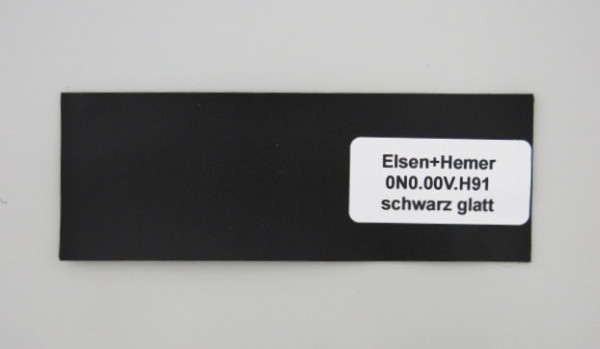 Elsen+Hemer
0N0.00V.H91
schwarz glatt